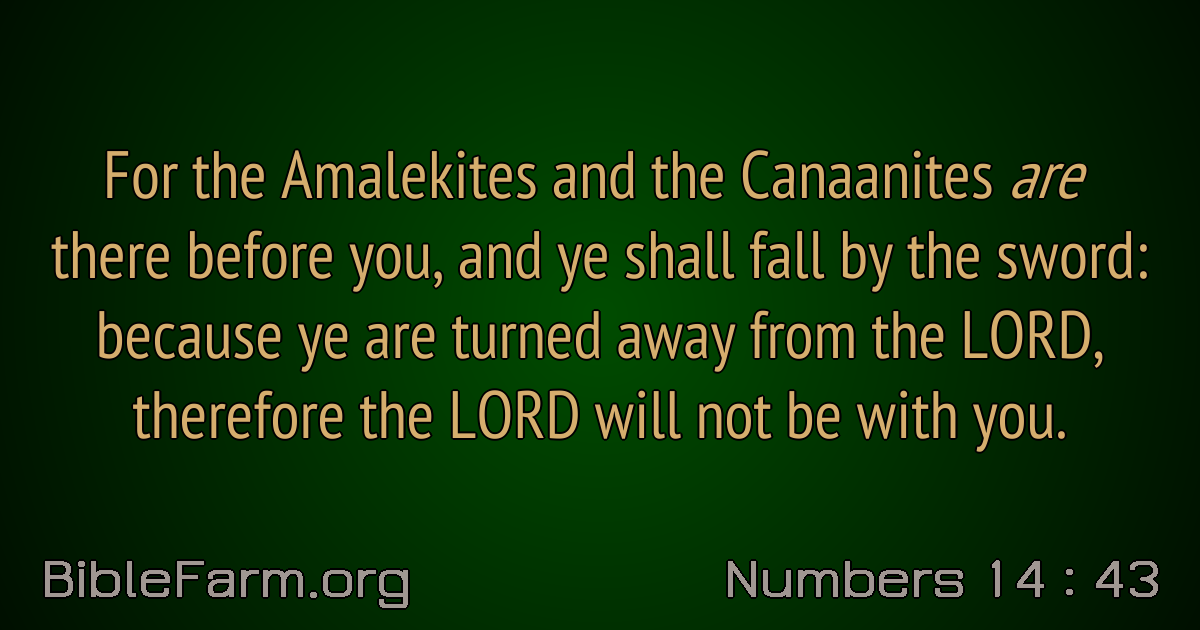 For the Amalekites and the Canaanites are
there before you, and ye shall fall by the sword:
because ye are turned away from the LORD,
therefore the LORD will not be with you.
BibleFarm.org
Numbers 14 : 43